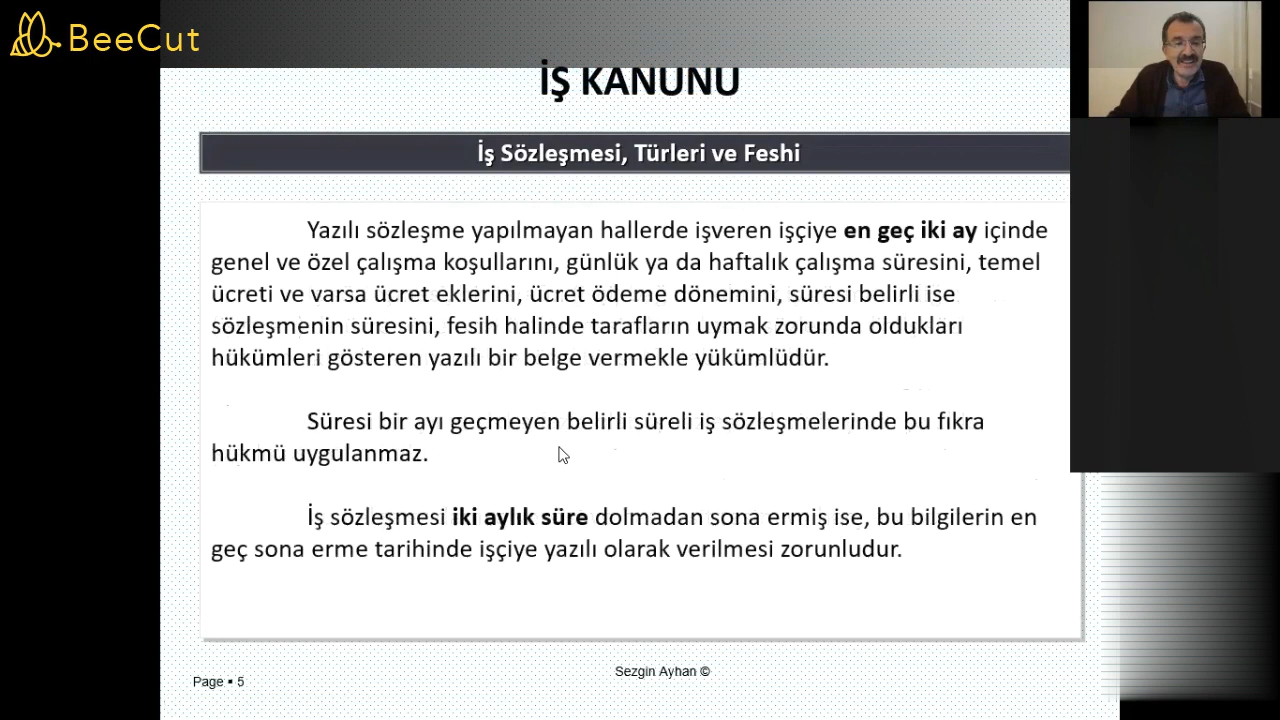 BeeCut
İŞ KANUNU
İş Sözleşmesi, Türleri ve Feshi
Yazılı sözleşme yapılmayan hallerde işveren işçiye en geç iki ay içinde
genel ve özel çalışma koşullarını, günlük ya da haftalık çalışma süresini, temel
ücreti ve varsa ücret eklerini, ücret ödeme dönemini, süresi belirli ise
sözleşmenin süresini, fesih halinde tarafların uymak zorunda oldukları
hükümleri gösteren yazılı bir belge vermekle yükümlüdür.
Süresi bir ayı geçmeyen belirli süreli iş sözleşmelerinde bu fıkra
hükmü uygulanmaz.
İş sözleşmesi iki aylık süre dolmadan sona ermiş ise, bu bilgilerin en
geç sona erme tarihinde işçiye yazılı olarak verilmesi zorunludur.
Sezgin Ayhan ©
Page ▪ 5